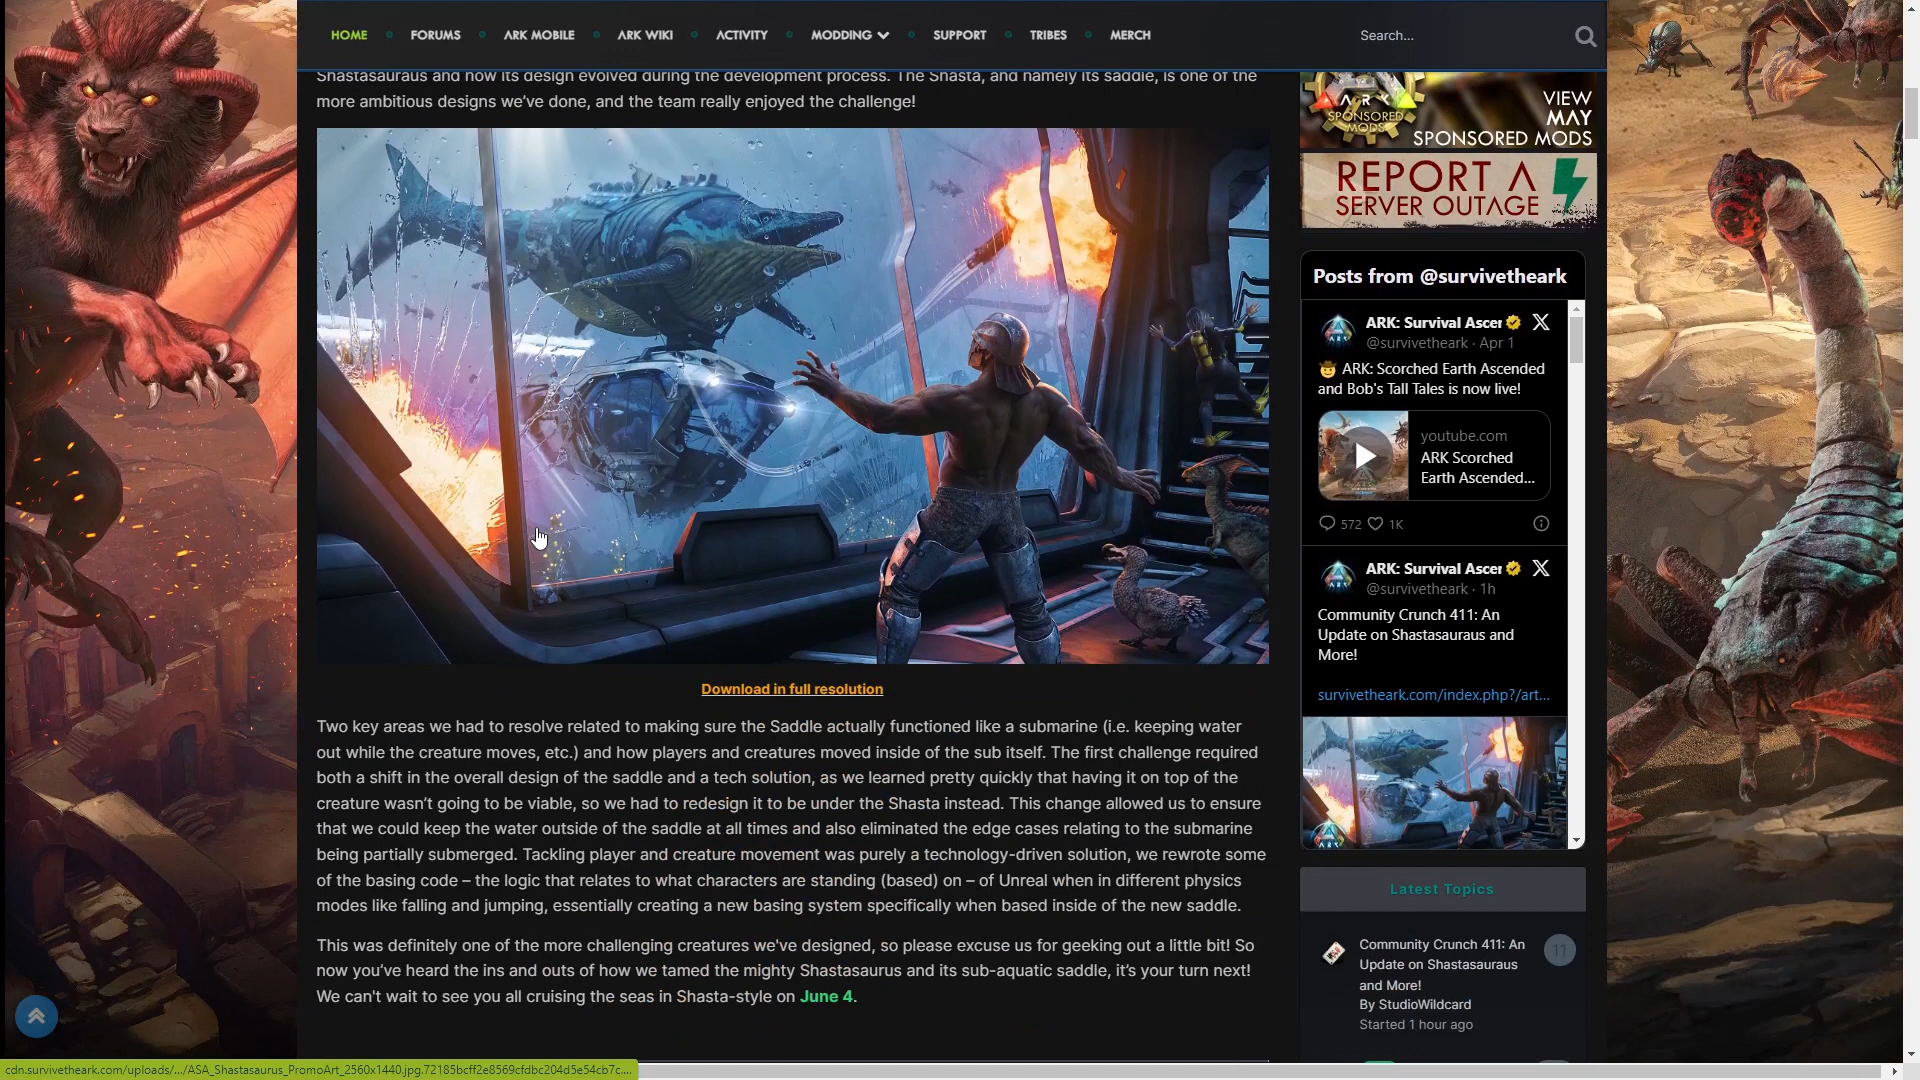 HOME
FORUMS
ARK MOBILE
ARK WIKI
ACTIVITY
MODDING
SUPPORT
TRIBES
MERCH
Search...
Shastasauraus and how its design evolved during the development process. The Shasta, and namely its saddle, is one of the
more ambitious designs we've done, and the team really enjoyed the challenge!
Download in full resolution
Two key areas we had to resolve related to making sure the Saddle actually functioned like a submarine (i.e. keeping water
out while the creature moves, etc.) and how players and creatures moved inside of the sub itself. The first challenge required
both a shift in the overall design of the saddle and a tech solution, as we learned pretty quickly that having it on top of the
creature wasn't going to be viable, so we had to redesign it to be under the Shasta instead. This change allowed us to ensure
that we could keep the water outside of the saddle at all times and also eliminated the edge cases relating to the submarine
being partially submerged. Tackling player and creature movement was purely a technology-driven solution, we rewrote some
of the basing code – the logic that relates to what characters are standing (based) on – of Unreal when in different physics
modes like falling and jumping, essentially creating a new basing system specifically when based inside of the new saddle.
This was definitely one of the more challenging creatures we've designed, so please excuse us for geeking out a little bit! So
now you've heard the ins and outs of how we tamed the mighty Shastasaurus and its sub-aquatic saddle, it's your turn next!
We can't wait to see you all cruising the seas in Shasta-style on June 4.
ARK
SPONSORED
MODS
VIEW
MAY
SPONSORED MODS
REPORT A
SERVER OUTAGE
Posts from @survivetheark
ARK: Survival Ascer
@survivetheark · Apr 1
🤠 ARK: Scorched Earth Ascended
and Bob's Tall Tales is now live!
youtube.com
ARK Scorched
Earth Ascended...
572
1K
ARK: Survival Ascer
@survivetheark · 1h
Community Crunch 411: An
Update on Shastasauraus and
More!
survivetheark.com/index.php?/art...
Latest Topics
Community Crunch 411: An
Update on Shastasauraus
and More!
11
By StudioWildcard
Started 1 hour ago
cdn.survivetheark.com/uploads/.../ASA_Shastasaurus_PromoArt_2560x1440.jpg.72185bcff2e8569cfdbc204d5e54cb7c....